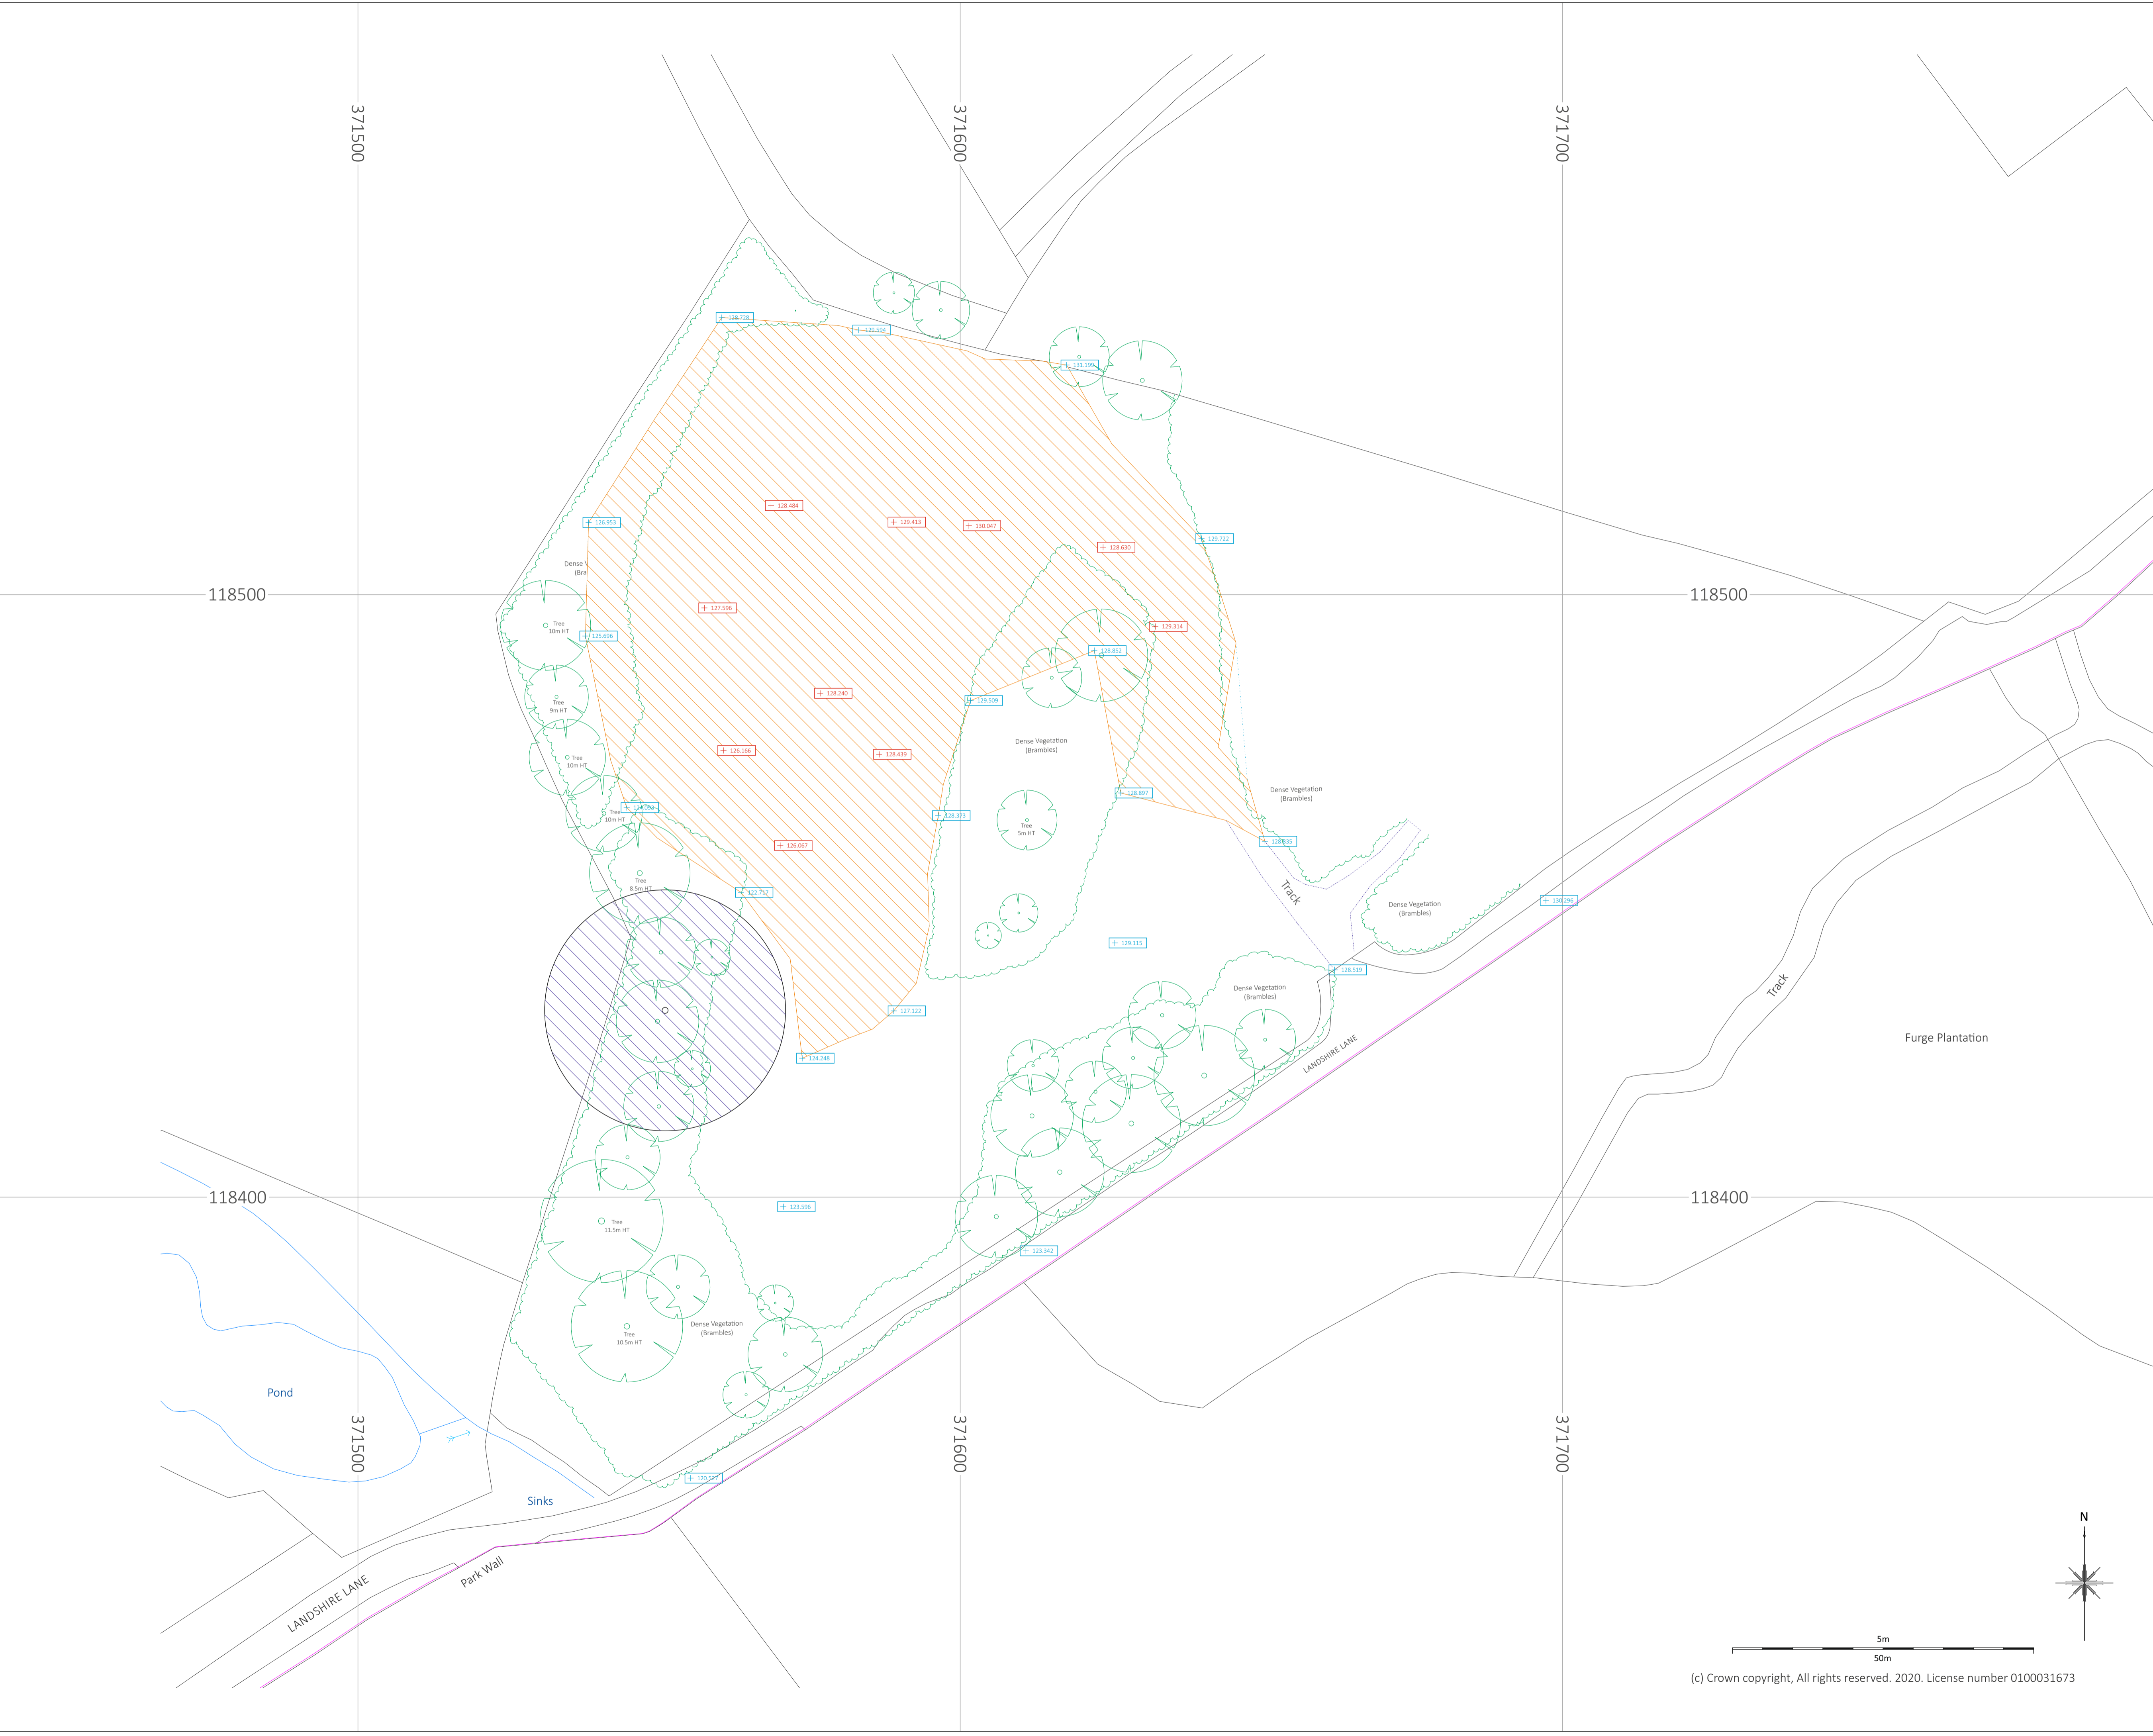 371500
371600
371700
128.728
129.594
131.199
128.484
129.413
130.047
126.953
129.722
128.630
Dense V
(Bra
118500
118500
127.596
Tree
10m HT
129.314
125.696
128.852
128.240
129.509
Tree
9m HT
Dense Vegetation
(Brambles)
126.166
128.439
Tree
10m HT
128.897
Dense Vegetation
(Brambles)
Tree
10m HT
128.373
Tree
5m HT
126.067
Tree
8.5m HT
122.717
Track
130.296
Dense Vegetation
(Brambles)
129.115
128.519
Track
Dense Vegetation
(Brambles)
127.122
LANDSHIRE LANE
Furge Plantation
124.248
118400
118400
123.596
Tree
11.5m HT
123.342
Dense Vegetation
(Brambles)
Tree
10.5m HT
Pond
371500
371600
371700
120.527
Sinks
N
Park Wall
LANDSHIRE LANE
5m
50m
(c) Crown copyright, All rights reserved. 2020. License number 0100031673